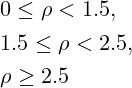 0 ≤ ρ < 1.5,
1.5 ≤ ρ < 2.5,
ρ ≥ 2.5